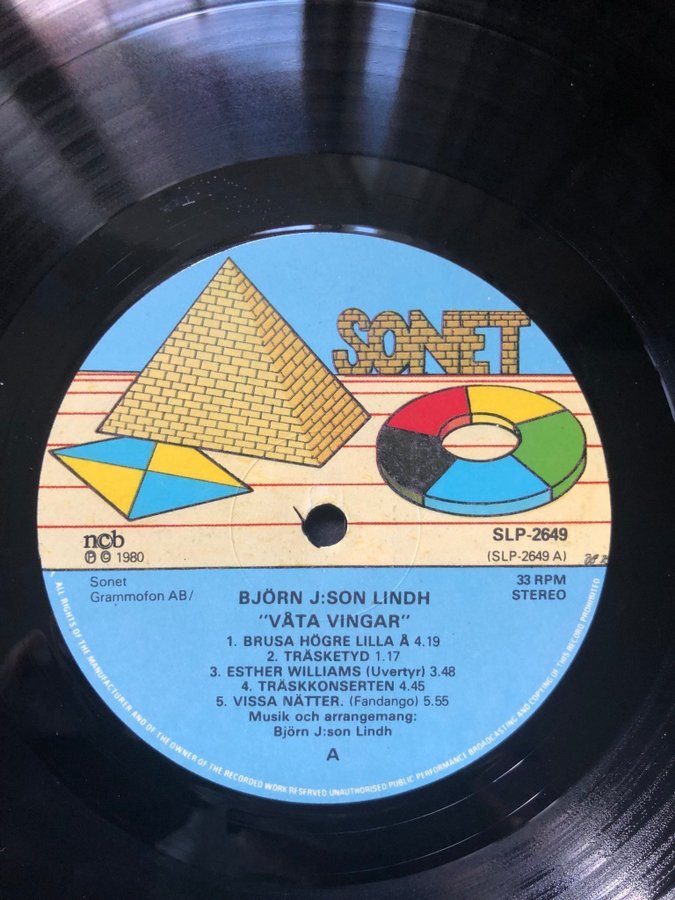 SONET
ncb
SLP-2649
Ⓟ © 1980
(SLP-2649 A)
Sonet
Grammofon AB/
33 RPM
STEREO
BJÖRN J:SON LINDH
"VÅTA VINGAR"
1. BRUSA HÖGRE LILLA Å 4.19
2. TRÄSKETYD 1.17
3. ESTHER WILLIAMS (Uvertyr) 3.48
4. TRÄSKKONSERTEN 4.45
5. VISSA NÄTTER. (Fandango) 5.55
Musik och arrangemang:
Björn J:son Lindh
A
ALL RIGHTS OF THE MANUFACTURER AND OF THE OWNER OF THE RECORDED WORK RESERVED UNAUTHORISED PUBLIC PERFORMANCE BROADCASTING AND COPYING OF THIS RECORD PROHIBITED